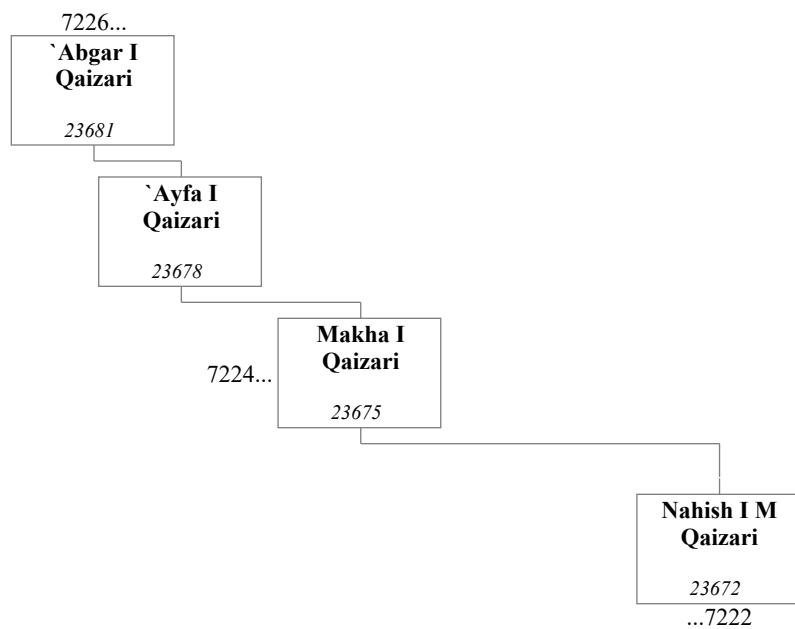 7226...
`Abgar I
Qaizari
23681
`Ayfa I
Qaizari
23678
Makha I
Qaizari
7224...
23675
Nahish I M
Qaizari
23672
...7222